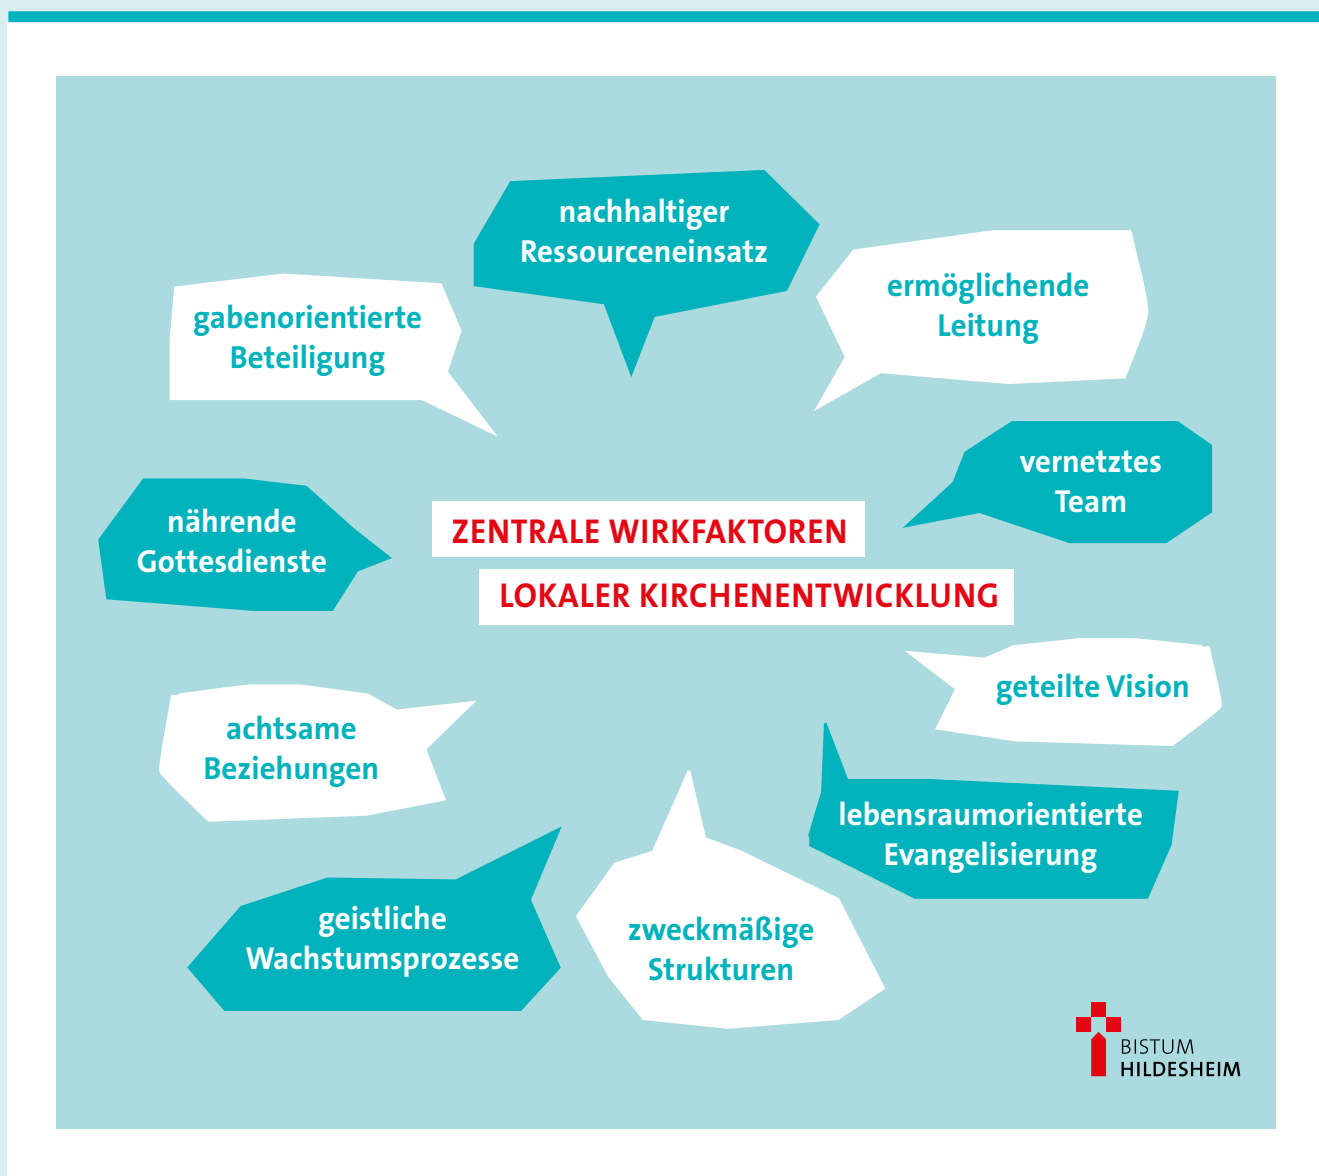 nachhaltiger
Ressourceneinsatz
ermöglichende
Leitung
gabenorientierte
Beteiligung
vernetztes
Team
nährende
Gottesdienste
ZENTRALE WIRKFAKTOREN
LOKALER KIRCHENENTWICKLUNG
geteilte Vision
achtsame
Beziehungen
lebensraumorientierte
Evangelisierung
geistliche
Wachstumsprozesse
zweckmäßige
Strukturen
BISTUM
HILDESHEIM